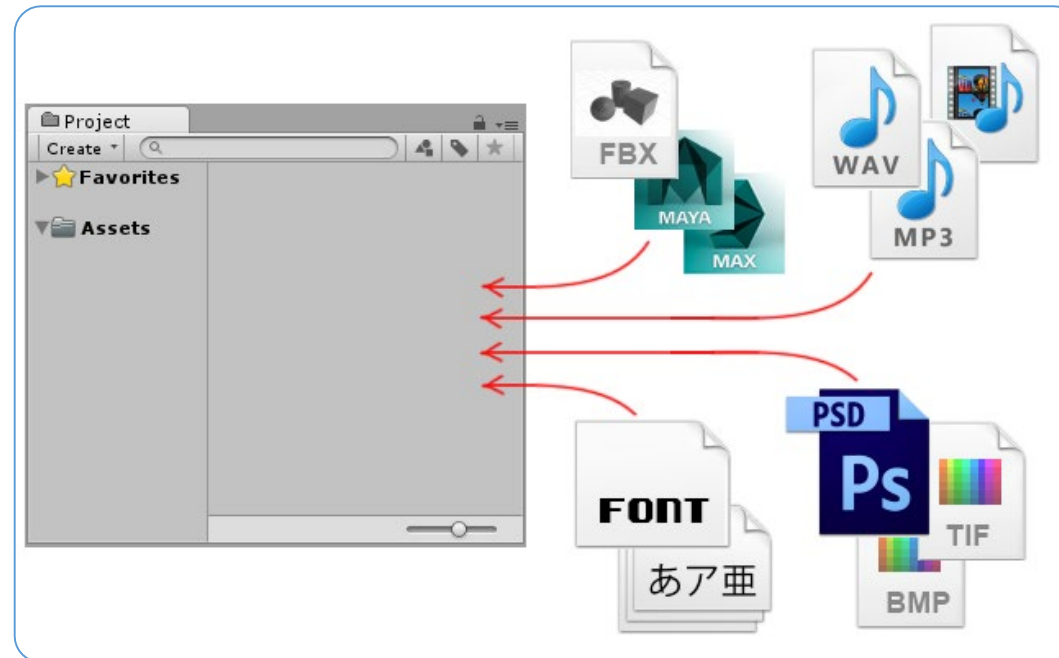 Project
Create
Favorites
Assets
FBX
MAYA
MAX
WAV
MP3
FONT
あア亜
PSD
Ps
TIF
BMP